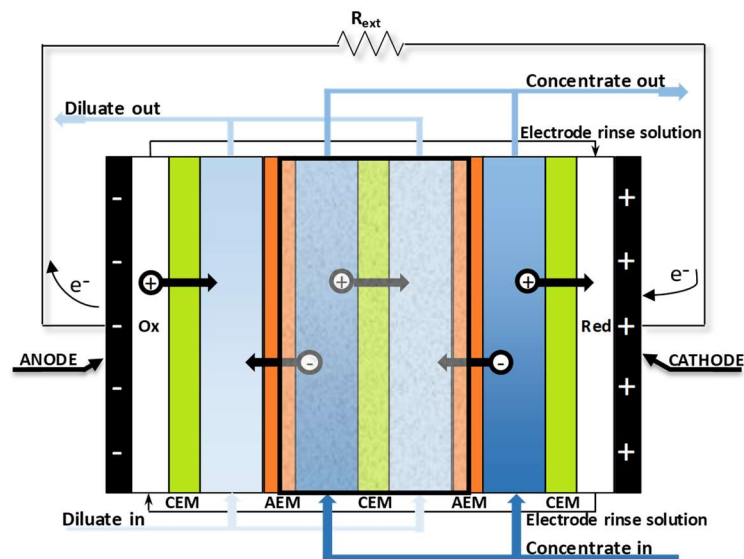 Rext
Concentrate out
Diluate out
Electrode rinse solution
- +
- +
e- e-
+ + +
- Ox Red +
ANODE CATHODE
- - -
- +
- +
CEM AEM CEM AEM CEM
Diluate in Electrode rinse solution
Concentrate in